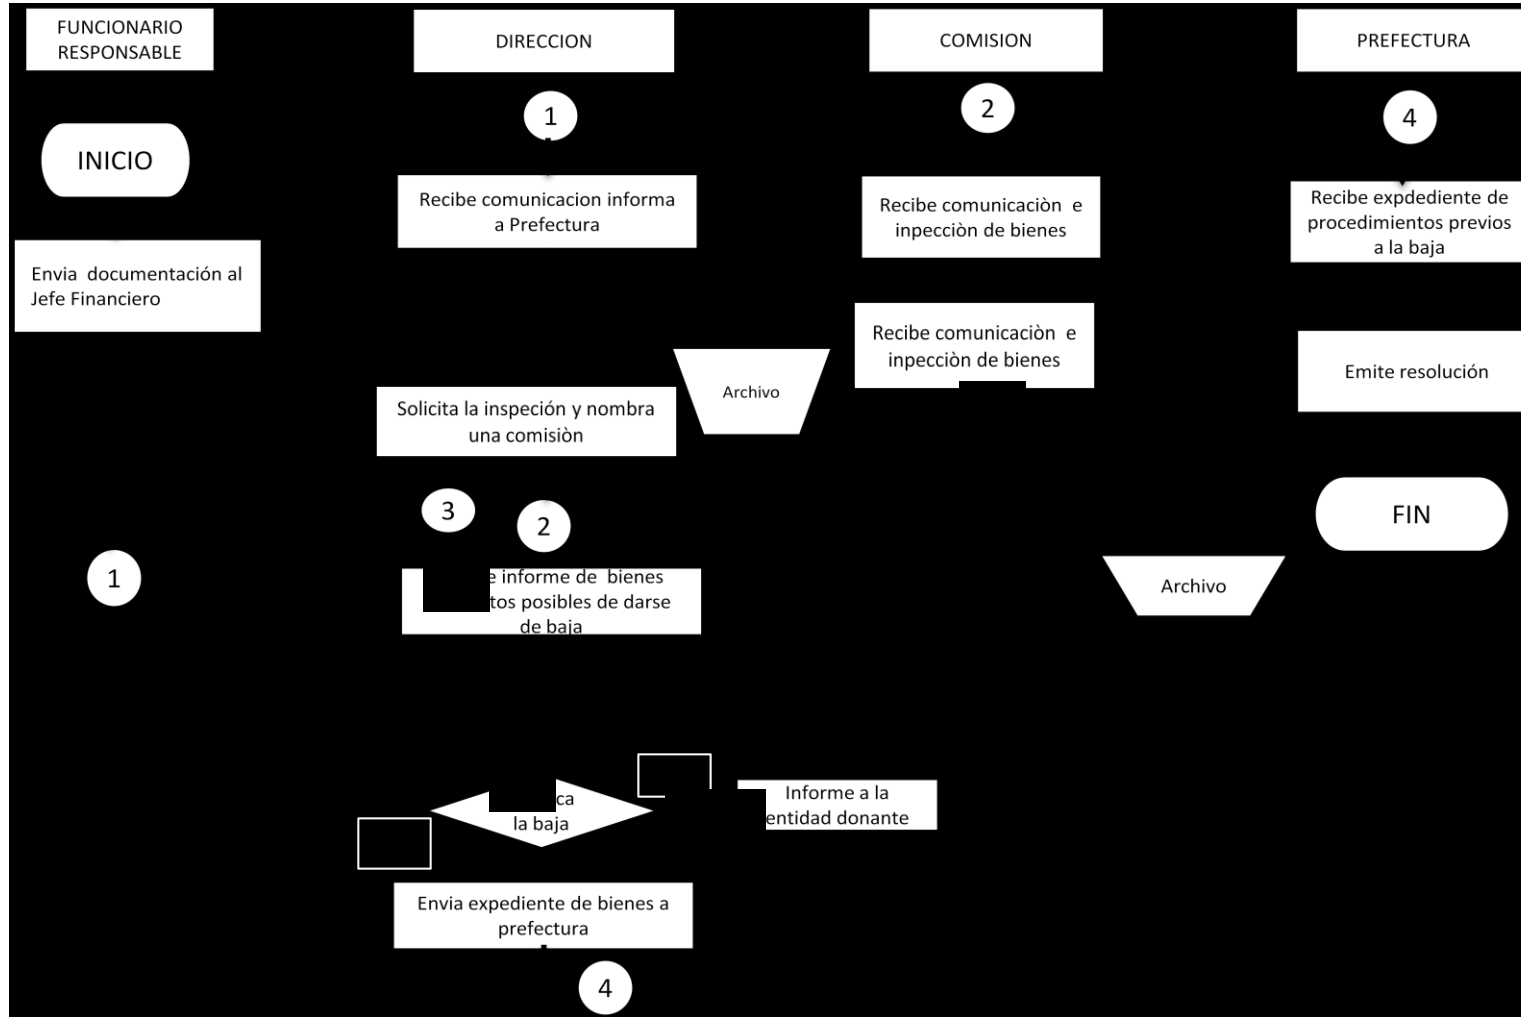 FUNCIONARIO
RESPONSABLE
DIRECCION
COMISION
PREFECTURA
INICIO
Envia documentación al
Jefe Financiero
1
1
Recibe comunicacion informa
a Prefectura
Solicita la inspeción y nombra
una comisiòn
Archivo
3
2
informe de bienes
posibles de darse
de baja
la baja
Informe a la
entidad donante
Envia expediente de bienes a
prefectura
4
2
Recibe comunicaciòn e
inpecciòn de bienes
Recibe comunicaciòn e
inpecciòn de bienes
Archivo
4
Recibe expdediente de
procedimientos previos
a la baja
Emite resolución
FIN